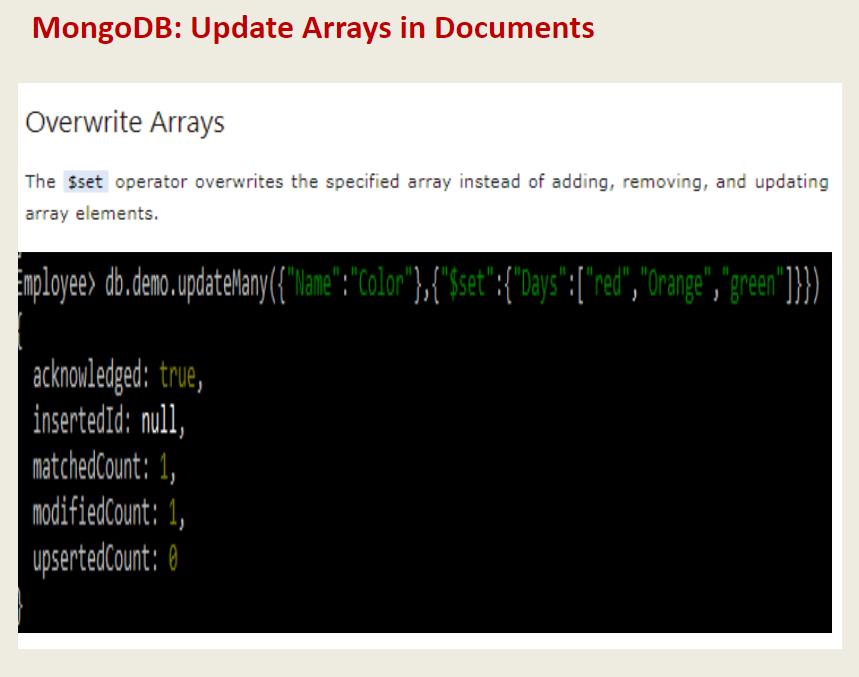 MongoDB: Update Arrays in Documents
Overwrite Arrays
The $set operator overwrites the specified array instead of adding, removing, and updating
array elements.
Employee> db.demo.updateMany({"Name":"Color"},{"$set":{"Days":["red","Orange","green"]}})
{
acknowledged: true,
insertedId: null,
matchedCount: 1,
modifiedCount: 1,
upsertedCount: 0
}